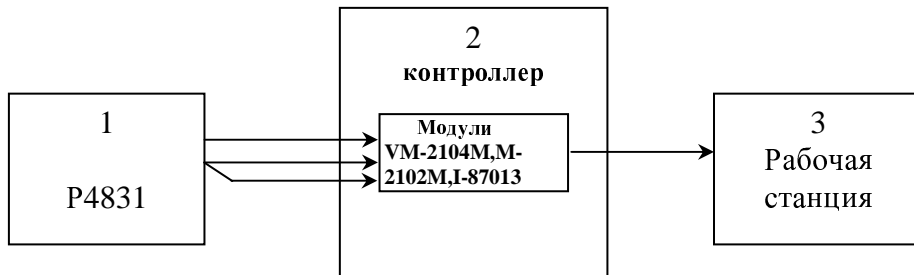 1
Р4831
2
контроллер
Модули
VM-2104M,M-
2102M,I-87013
3
Рабочая
станция